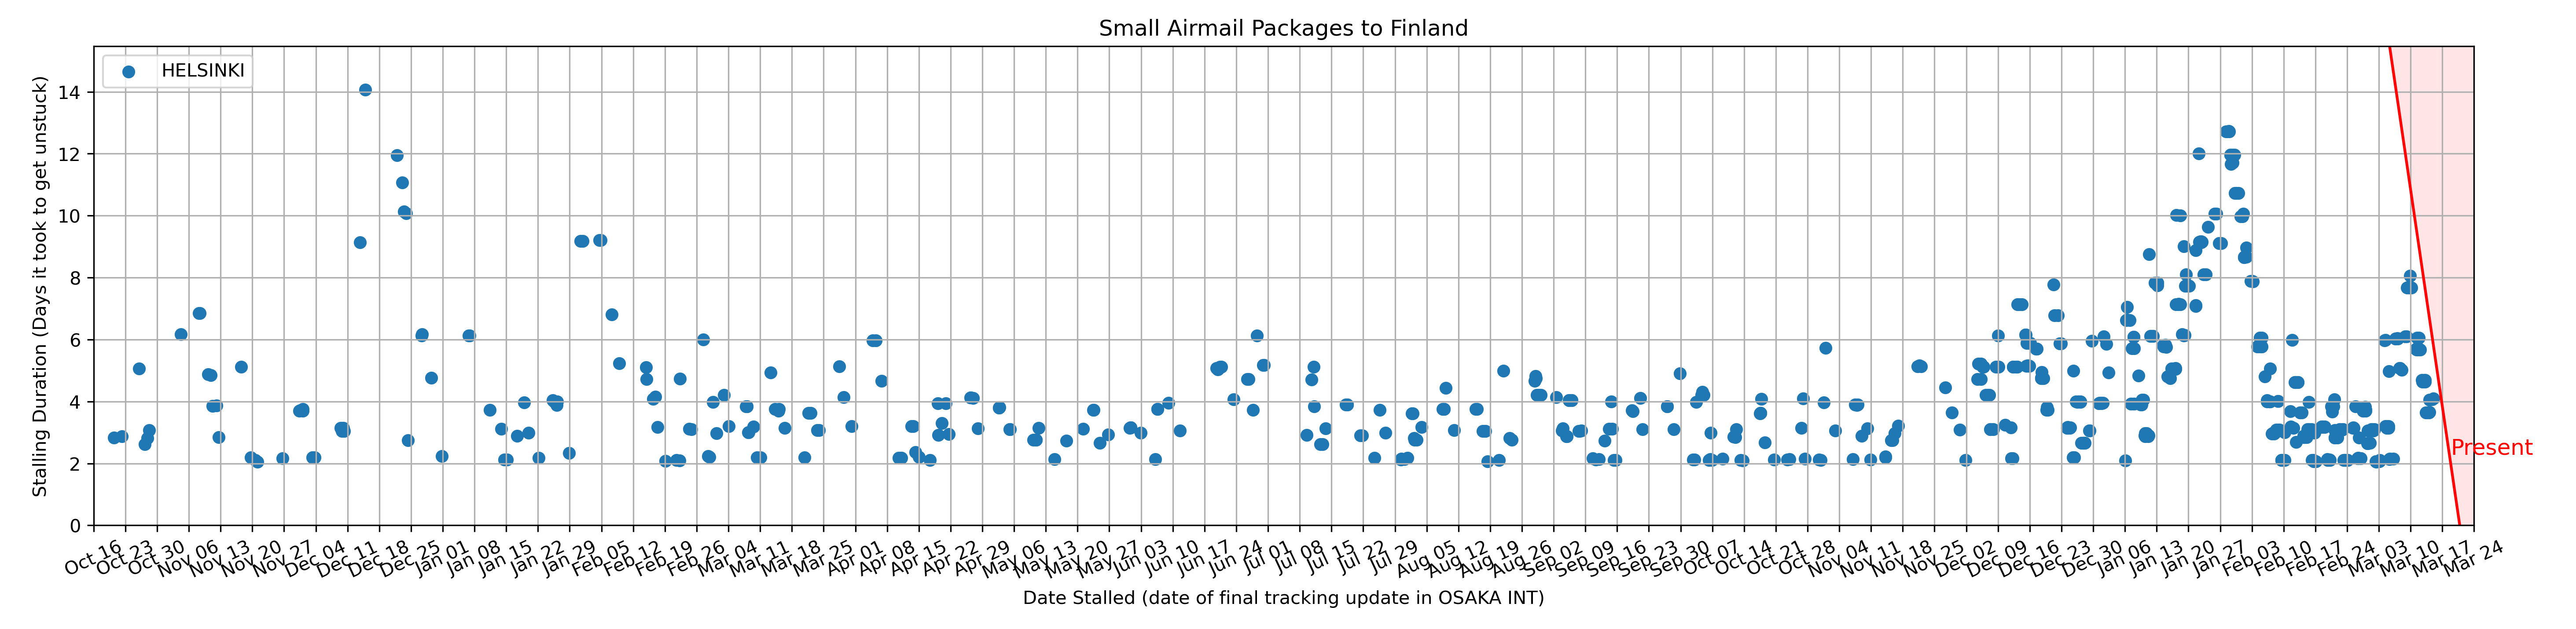 Small Airmail Packages to Finland
HELSINKI
Stalling Duration (Days it took to get unstuck)
14
12
10
8
6
4
2
0
Present
Oct 16
Oct 23
Oct 30
Nov 06
Nov 13
Nov 20
Nov 27
Dec 04
Dec 11
Dec 18
Dec 25
Jan 01
Jan 08
Jan 15
Jan 22
Jan 29
Feb 05
Feb 12
Feb 19
Feb 26
Mar 04
Mar 11
Mar 18
Mar 25
Apr 01
Apr 08
Apr 15
Apr 22
Apr 29
May 06
May 13
May 20
May 27
Jun 03
Jun 10
Jun 17
Jun 24
Jul 01
Jul 08
Jul 15
Jul 22
Jul 29
Aug 05
Aug 12
Aug 19
Aug 26
Sep 02
Sep 09
Sep 16
Sep 23
Sep 30
Oct 07
Oct 14
Oct 21
Oct 28
Nov 04
Nov 11
Nov 18
Nov 25
Dec 02
Dec 09
Dec 16
Dec 23
Dec 30
Jan 06
Jan 13
Jan 20
Jan 27
Feb 03
Feb 10
Feb 17
Feb 24
Mar 03
Mar 10
Mar 17
Mar 24
Date Stalled (date of final tracking update in OSAKA INT)